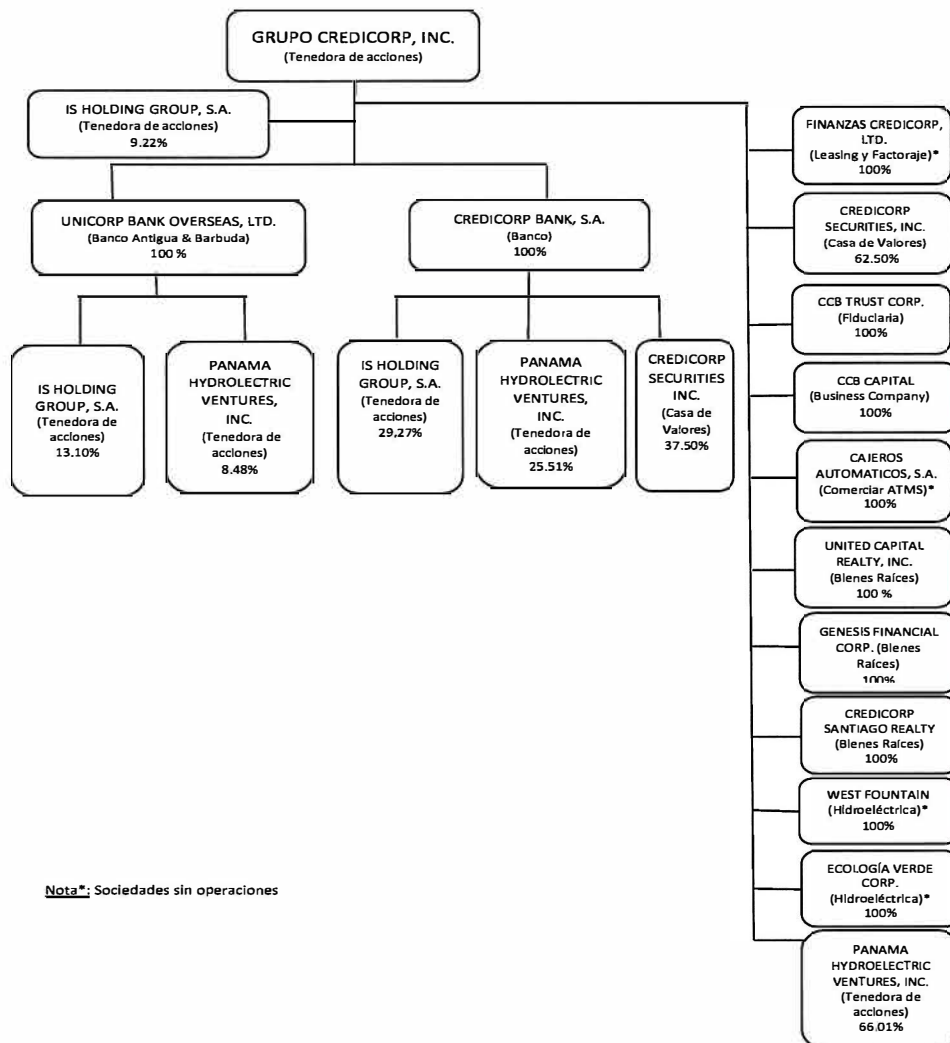 GRUPO CREDICORP, INC.
(Tenedora de acciones)
IS HOLDING GROUP, S.A.
(Tenedora de acciones)
9.22%
UNICORP BANK OVERSEAS, LTD.
(Banco Antigua & Barbuda)
100 %
CREDICORP BANK, S.A.
(Banco)
100%
IS HOLDING
GROUP, S.A.
(Tenedora de
acciones)
13.10%
PANAMA
HYDROLECTRIC
VENTURES,
INC.
(Tenedora de
acciones)
8.48%
IS HOLDING
GROUP, S.A.
(Tenedora de
acciones)
29,27%
PANAMA
HYDROLECTRIC
VENTURES,
INC.
(Tenedora de
acciones)
25.51%
CREDICORP
SECURITIES
INC.
(Casa de
Valores)
37.50%
FINANZAS CREDICORP,
LTD.
(Leasing y Factoraje)*
100%
CREDICORP
SECURITIES, INC.
(Casa de Valores)
62.50%
CCB TRUST CORP.
(Fiduciaria)
100%
CCB CAPITAL
(Business Company)
100%
CAJEROS
AUTOMATICOS, S.A.
(Comerciar ATMS)*
100%
UNITED CAPITAL
REALTY, INC.
(Bienes Raíces)
100 %
GENESIS FINANCIAL
CORP. (Bienes
Raíces)
100%
CREDICORP
SANTIAGO REALTY
(Bienes Raíces)
100%
WEST FOUNTAIN
(Hidroeléctrica)*
100%
ECOLOGÍA VERDE
CORP.
(Hidroeléctrica)*
100%
PANAMA
HYDROELECTRIC
VENTURES, INC.
(Tenedora de
acciones)
66.01%
Nota*: Sociedades sin operaciones